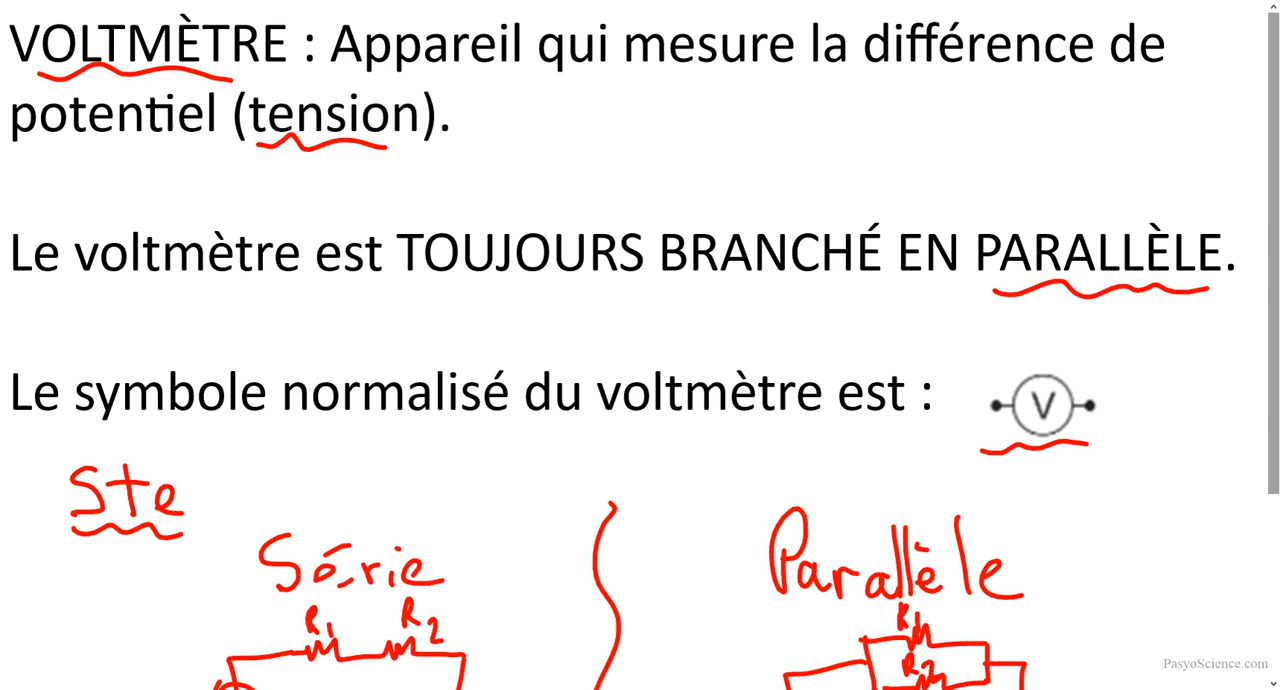 VOLTMÈTRE : Appareil qui mesure la différence de
potentiel (tension).
Le voltmètre est TOUJOURS BRANCHÉ EN PARALLÈLE.
Le symbole normalisé du voltmètre est :
V
Ste
Série
Parallèle
R1 R2
R1
R2
PasyoScience.com